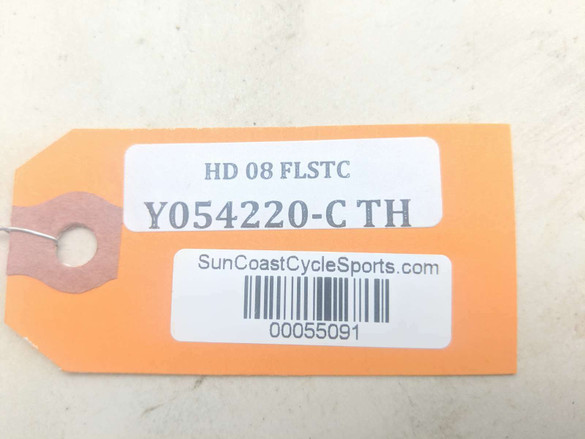 HD 08 FLSTC
Y054220-C TH
SunCoastCycleSports.com
00055091